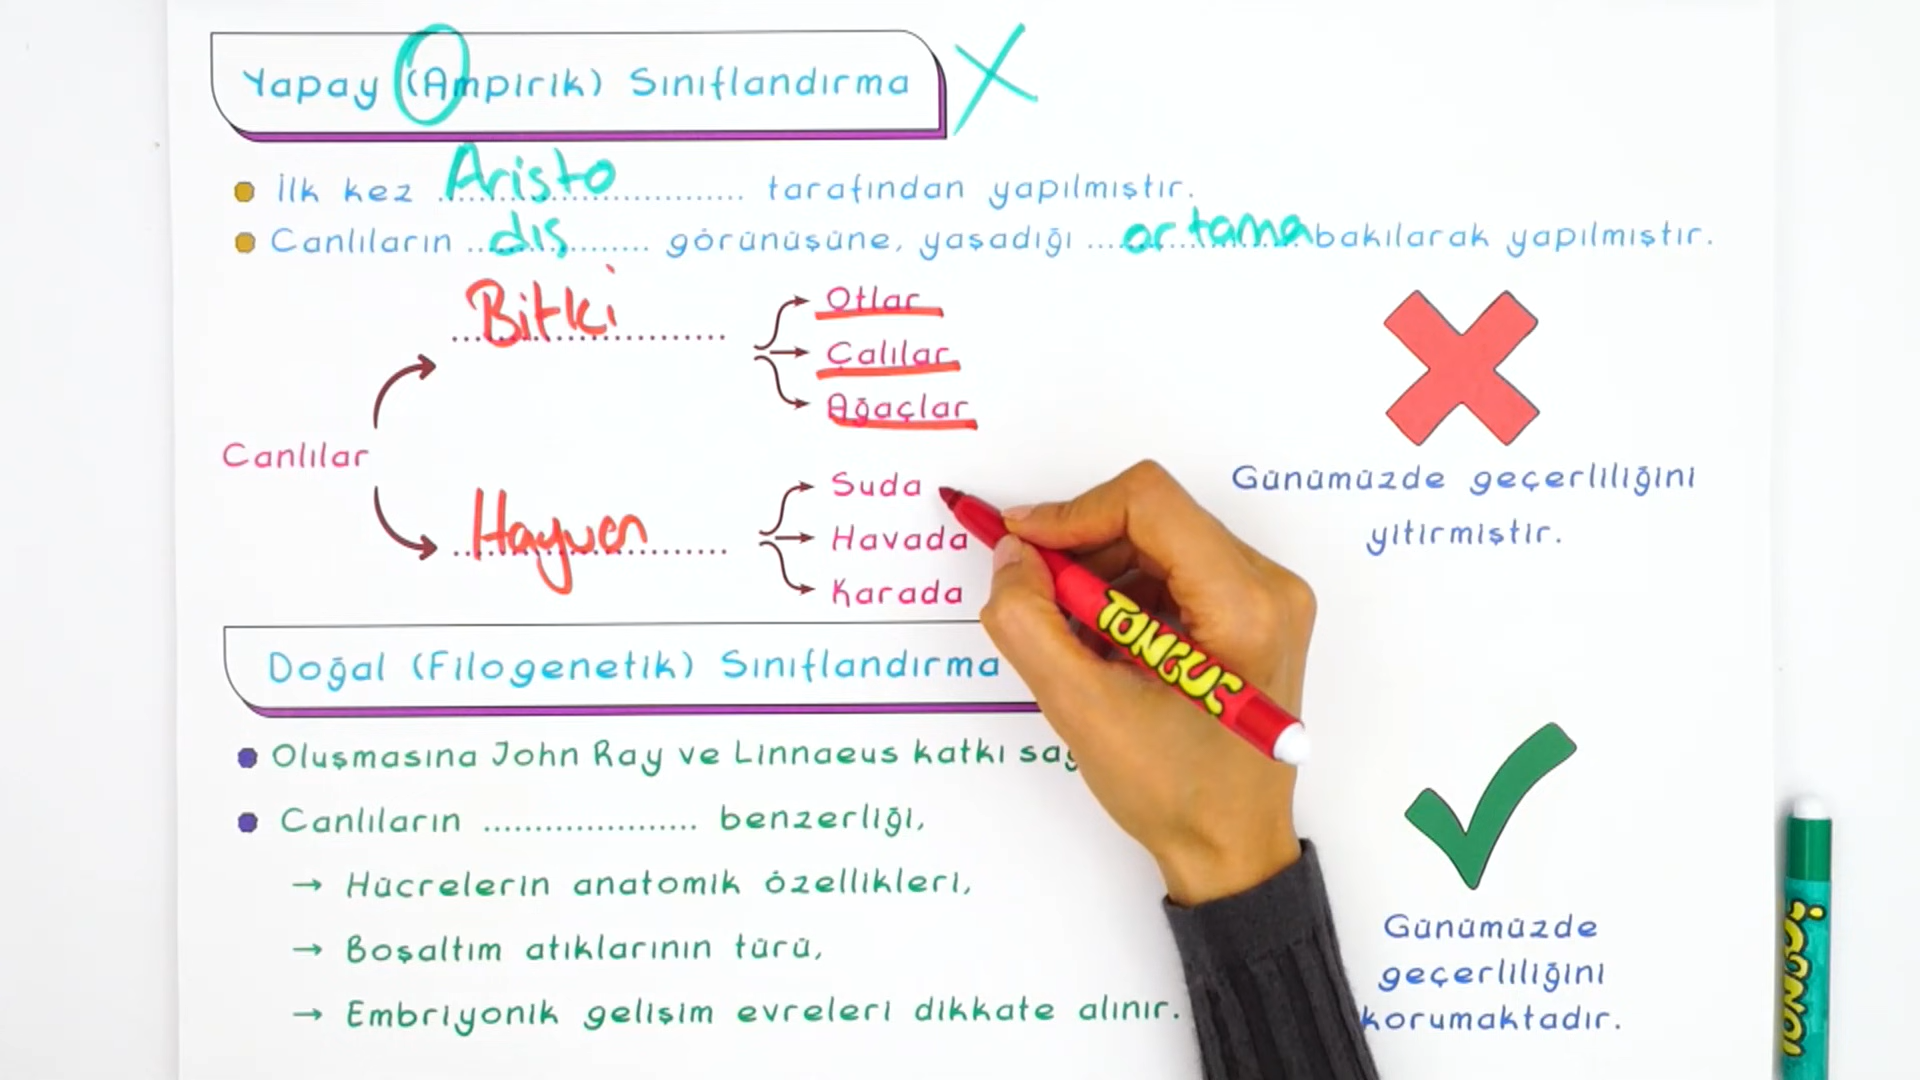 Yapay (Ampirik) Sınıflandırma
İlk kez Aristo tarafından yapılmıştır.
Canlıların dış görünüşüne, yaşadığı ortama bakılarak yapılmıştır.
Bitki
Otlar
Çalılar
Ağaçlar
Canlılar
Hayvan
Suda
Havada
Karada
Günümüzde geçerliliğini
yitirmiştir.
Doğal (Filogenetik) Sınıflandırma
Oluşmasına John Ray ve Linnaeus katkı
Canlıların .................... benzerliği,
→ Hücrelerin anatomik özellikleri,
→ Boşaltım atıklarının türü,
→ Embriyonik gelişim evreleri dikkate alınır.
Günümüzde
geçerliliğini
korumaktadır.
TONGUÇ
TONGUÇ